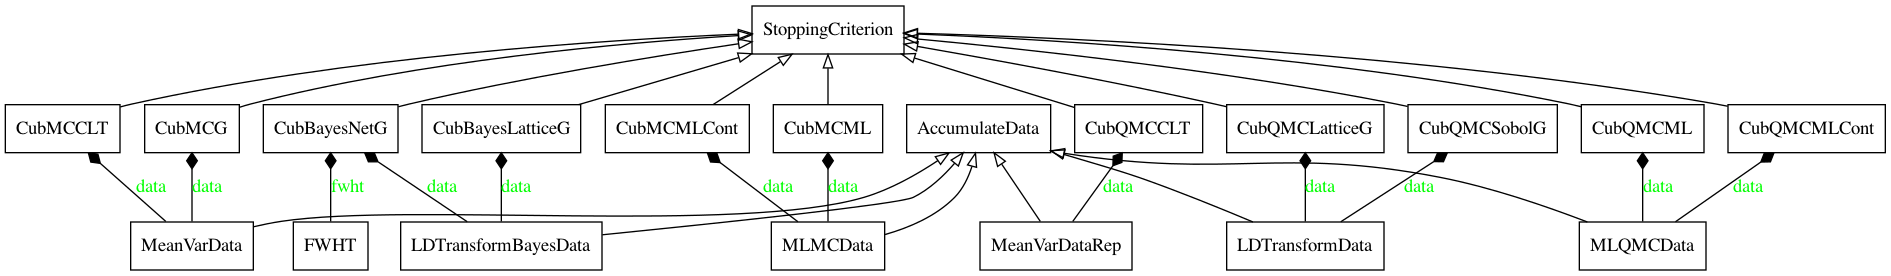 StoppingCriterion
CubMCCLT
CubMCG
CubBayesNetG
CubBayesLatticeG
CubMCMLCont
CubMCML
AccumulateData
CubQMCCLT
CubQMCLatticeG
CubQMCSobolG
CubQMCML
CubQMCMLCont
data
data
fwht
data
data
data
data
data
data
data
data
data
MeanVarData
FWHT
LDTransformBayesData
MLMCData
MeanVarDataRep
LDTransformData
MLQMCData